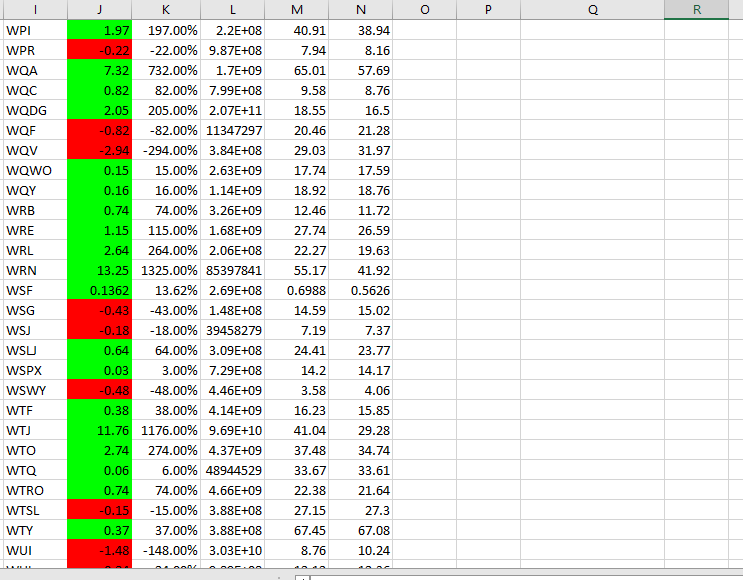 I J K L M N O P Q R
WPI 1.97 197.00% 2.2E+08 40.91 38.94
WPR -0.22 -22.00% 9.87E+08 7.94 8.16
WQA 7.32 732.00% 1.7E+09 65.01 57.69
WQC 0.82 82.00% 7.99E+08 9.58 8.76
WQDG 2.05 205.00% 2.07E+11 18.55 16.5
WQF -0.82 -82.00% 11347297 20.46 21.28
WQV -2.94 -294.00% 3.84E+08 29.03 31.97
WQWO 0.15 15.00% 2.63E+09 17.74 17.59
WQY 0.16 16.00% 1.14E+09 18.92 18.76
WRB 0.74 74.00% 3.26E+09 12.46 11.72
WRE 1.15 115.00% 1.68E+09 27.74 26.59
WRL 2.64 264.00% 2.06E+08 22.27 19.63
WRN 13.25 1325.00% 85397841 55.17 41.92
WSF 0.1362 13.62% 2.69E+08 0.6988 0.5626
WSG -0.43 -43.00% 1.48E+08 14.59 15.02
WSJ -0.18 -18.00% 39458279 7.19 7.37
WSLJ 0.64 64.00% 3.09E+08 24.41 23.77
WSPX 0.03 3.00% 7.29E+08 14.2 14.17
WSWY -0.48 -48.00% 4.46E+09 3.58 4.06
WTF 0.38 38.00% 4.14E+09 16.23 15.85
WTJ 11.76 1176.00% 9.69E+10 41.04 29.28
WTO 2.74 274.00% 4.37E+09 37.48 34.74
WTQ 0.06 6.00% 48944529 33.67 33.61
WTRO 0.74 74.00% 4.66E+09 22.38 21.64
WTSL -0.15 -15.00% 3.88E+08 27.15 27.3
WTY 0.37 37.00% 3.88E+08 67.45 67.08
WUI -1.48 -148.00% 3.03E+10 8.76 10.24